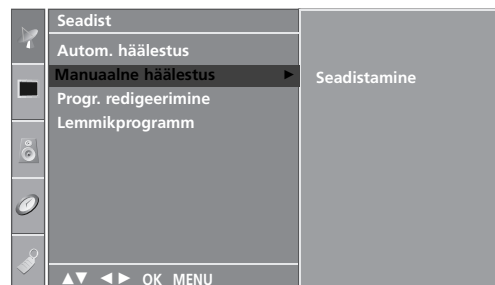 Seadist
Autom. häälestus
Manuaalne häälestus ►
Seadistamine
Progr. redigeerimine
Lemmikprogramm
▲▼ ◄► OK MENU